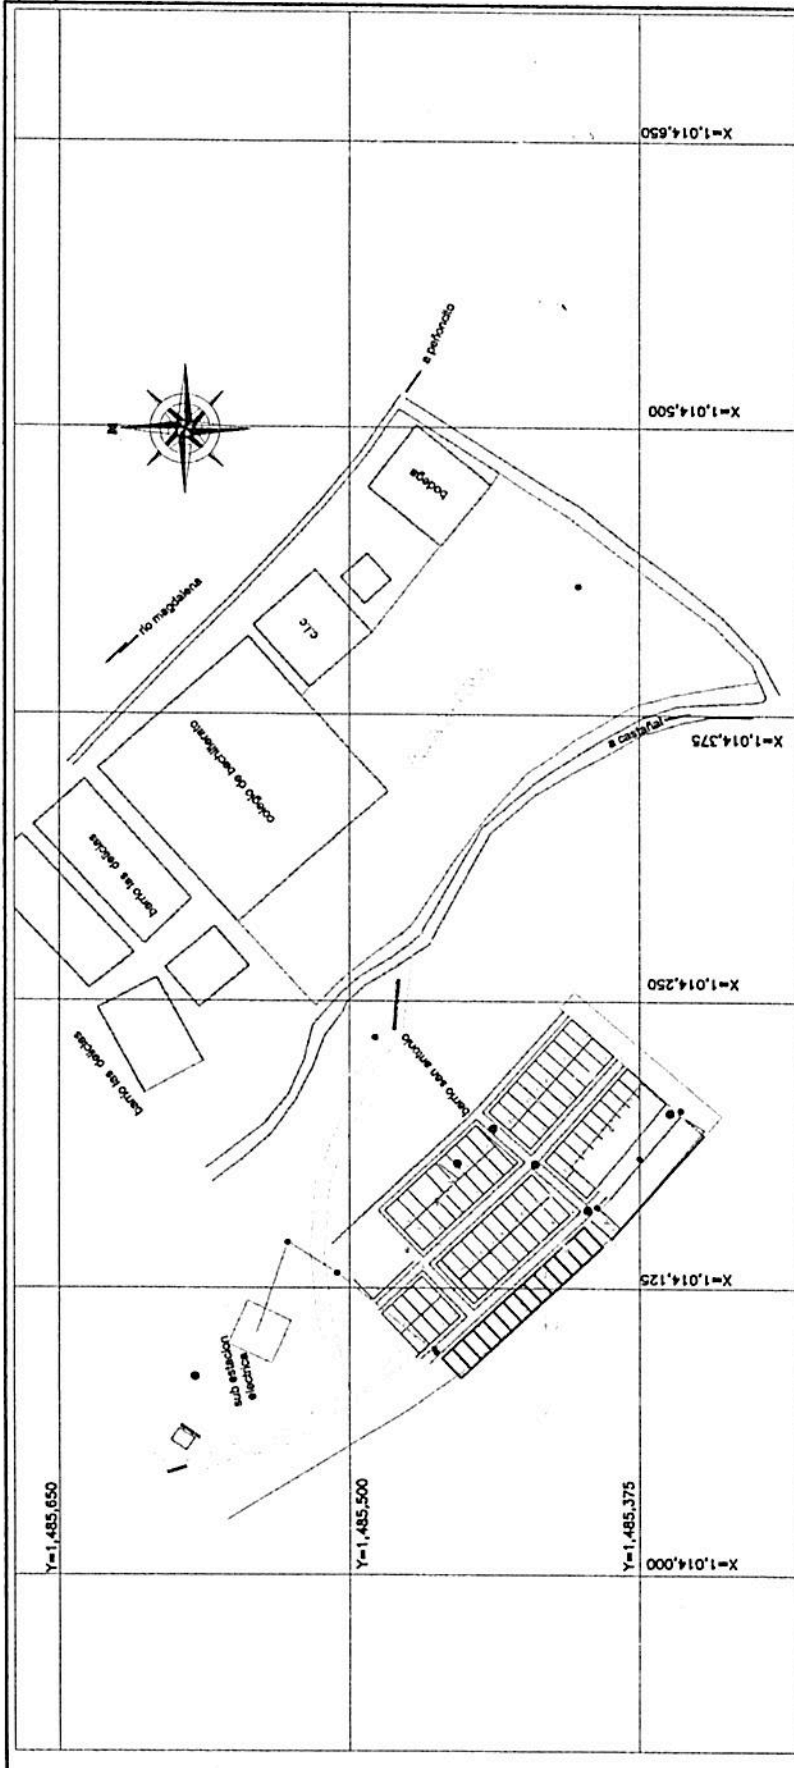 X=1,014,650
a peñoncito
X=1,014,500
N
bodega
río magdalena
c.i.c
colegio de bachillerato
a castañal
X=1,014,375
barrio las delicias
X=1,014,250
barrio las delicias
barrio san antonio
X=1,014,125
sub estacion
electrica
Y=1,485,650
Y=1,485,500
Y=1,485,375
X=1,014,000